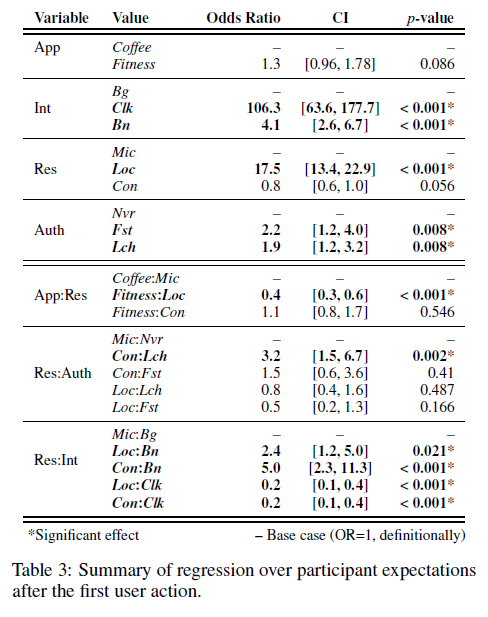 Variable Value Odds Ratio CI p-value
App Coffee – – –
Fitness 1.3 [0.96, 1.78] 0.086
Bg – – –
Int Clk 106.3 [63.6, 177.7] < 0.001*
Bn 4.1 [2.6, 6.7] < 0.001*
Mic – – –
Res Loc 17.5 [13.4, 22.9] < 0.001*
Con 0.8 [0.6, 1.0] 0.056
Nvr – – –
Auth Fst 2.2 [1.2, 4.0] 0.008*
Lch 1.9 [1.2, 3.2] 0.008*
Coffee:Mic – – –
App:Res Fitness:Loc 0.4 [0.3, 0.6] < 0.001*
Fitness:Con 1.1 [0.8, 1.7] 0.546
Mic:Nvr – – –
Con:Lch 3.2 [1.5, 6.7] 0.002*
Res:Auth Con:Fst 1.5 [0.6, 3.6] 0.41
Loc:Lch 0.8 [0.4, 1.6] 0.487
Loc:Fst 0.5 [0.2, 1.3] 0.166
Mic:Bg – – –
Res:Int Loc:Bn 2.4 [1.2, 5.0] 0.021*
Con:Bn 5.0 [2.3, 11.3] < 0.001*
Loc:Clk 0.2 [0.1, 0.4] < 0.001*
Con:Clk 0.2 [0.1, 0.4] < 0.001*
*Significant effect – Base case (OR=1, definitionally)
Table 3: Summary of regression over participant expectations
after the first user action.